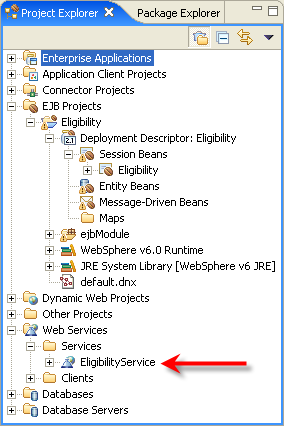 Project Explorer Package Explorer
Enterprise Applications
Application Client Projects
Connector Projects
EJB Projects
Eligibility
2.1 Deployment Descriptor: Eligibility
Session Beans
Eligibility
Entity Beans
Message-Driven Beans
Maps
ejbModule
WebSphere v6.0 Runtime
JRE System Library [WebSphere v6 JRE]
default.dnx
Dynamic Web Projects
Other Projects
Web Services
Services
EligibilityService
Clients
Databases
Database Servers